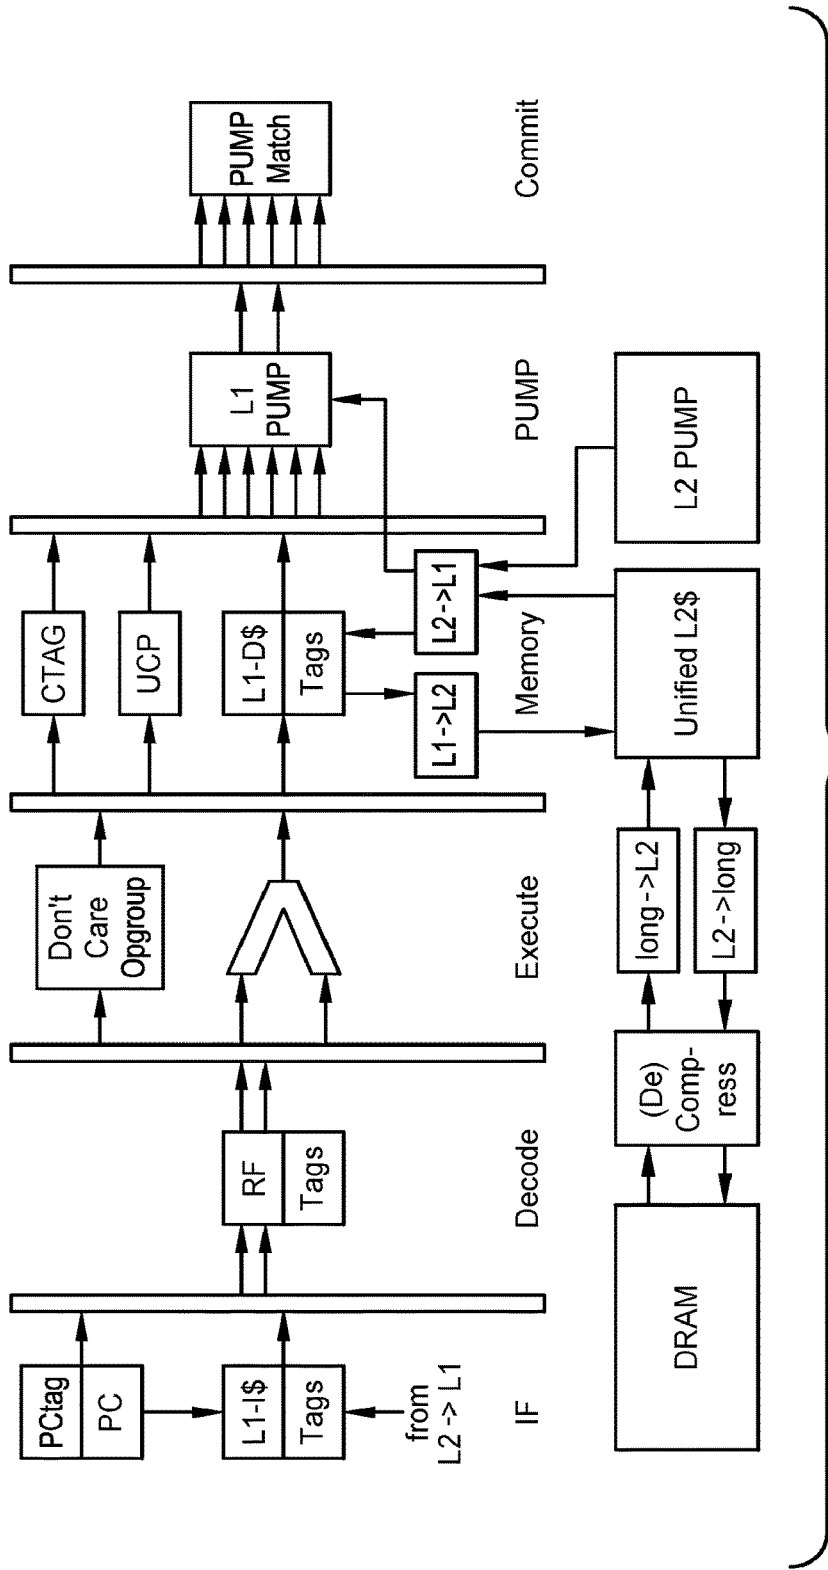 PCtag
PC
L1-I$
Tags
from
L2 -> L1
IF
RF
Tags
Decode
Don't
Care
Opgroup
Execute
CTAG
UCP
L1-D$
Tags
L1->L2
L2->L1
Memory
L1
PUMP
PUMP
PUMP
Match
Commit
DRAM
(De)
Comp-
ress
long->L2
L2->long
Unified L2$
L2 PUMP